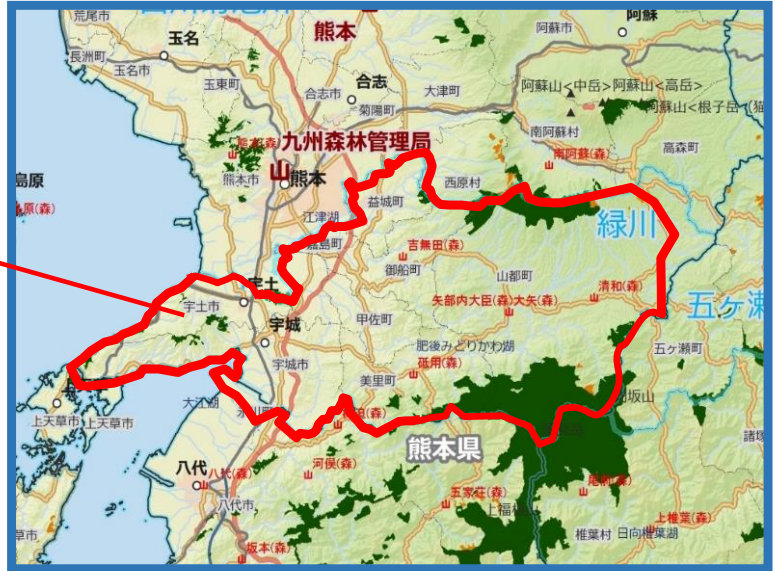 荒尾市
玉名
熊本
阿蘇市
阿蘇
長洲町
玉名市
玉東町
合志市
合志
菊陽町
大津町
阿蘇山<中岳>
阿蘇山<高岳>
阿蘇山<根子岳
南阿蘇村
高森町
九州森林管理局
南阿蘇(森)
島原
原(森)
熊本市
熊本
西原村
江津湖
益城町
嘉島町
緑川
吉無田(森)
御船町
山都町
清和(森)
宇土
宇土市
矢部内大臣(森)
大矢(森)
五ヶ瀬
宇城
甲佐町
肥後みどりかわ湖
五ヶ瀬町
宇城市
美里町
砥用(森)
大江湖
上天草市
上天草市
熊本県
八代
八代(森)
河俣(森)
五家荘(森)
八代市
坂本(森)
椎葉村
日向椎葉湖
上椎葉(森)